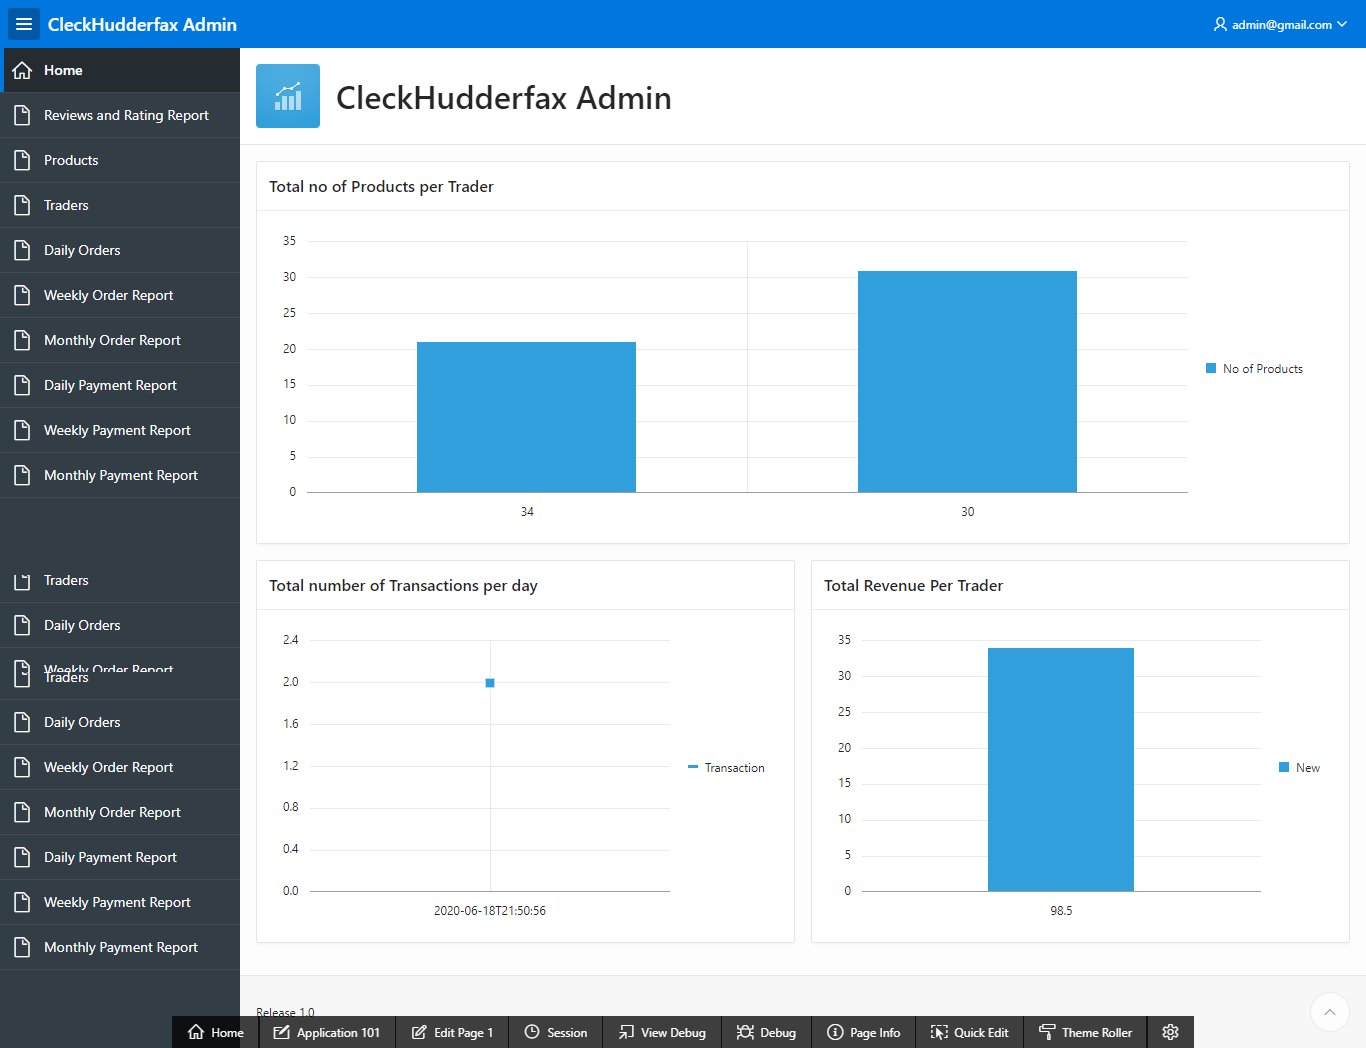 CleckHudderfax Admin
admin@gmail.com
Home
Reviews and Rating Report
Products
Traders
Daily Orders
Weekly Order Report
Monthly Order Report
Daily Payment Report
Weekly Payment Report
Monthly Payment Report
Traders
Daily Orders
Weekly Order Report
Traders
Daily Orders
Weekly Order Report
Monthly Order Report
Daily Payment Report
Weekly Payment Report
Monthly Payment Report
CleckHudderfax Admin
Total no of Products per Trader
35
30
25
20
15
10
5
0
34 30
No of Products
Total number of Transactions per day
2.4
2.0
1.6
1.2
0.8
0.4
0.0
2020-06-18T21:50:56
Transaction
Total Revenue Per Trader
35
30
25
20
15
10
5
0
98.5
New
Release 1.0
Home Application 101 Edit Page 1 Session View Debug Debug Page Info Quick Edit Theme Roller